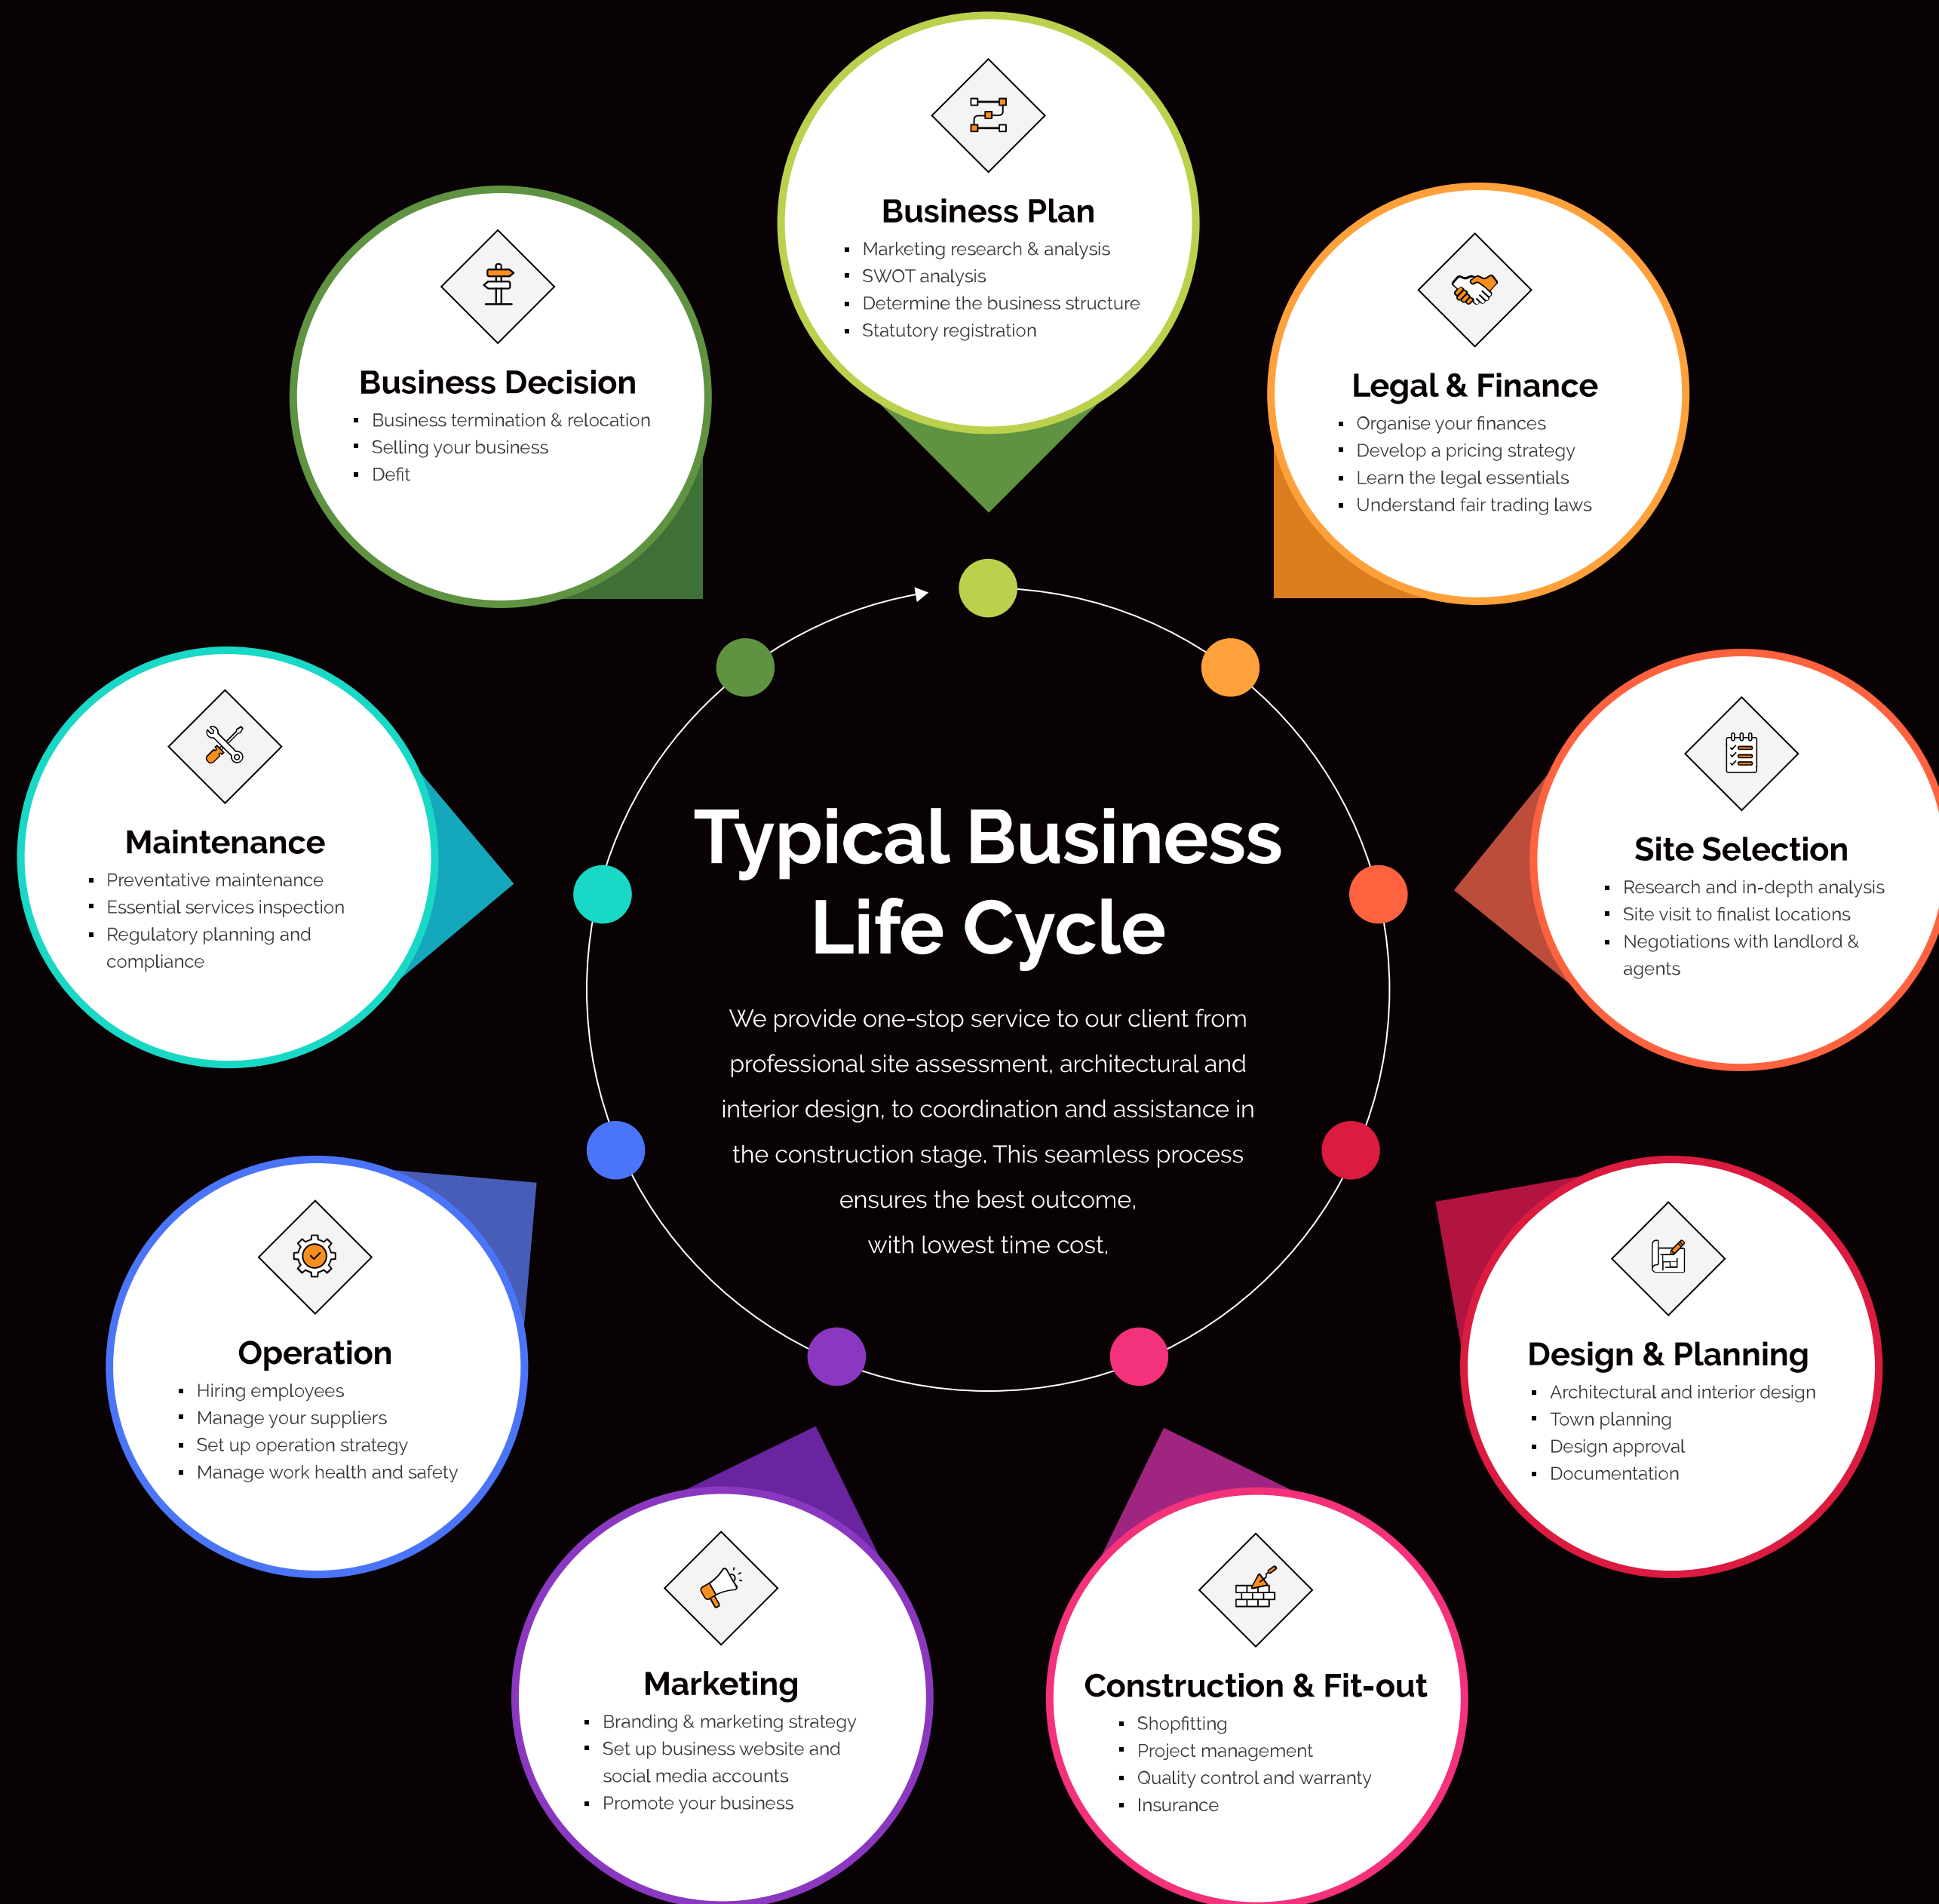 Business Plan
Marketing research & analysis
SWOT analysis
Determine the business structure
Statutory registration
Legal & Finance
Organise your finances
Develop a pricing strategy
Learn the legal essentials
Understand fair trading laws
Site Selection
Research and in-depth analysis
Site visit to finalist locations
Negotiations with landlord &
agents
Design & Planning
Architectural and interior design
Town planning
Design approval
Documentation
Construction & Fit-out
Shopfitting
Project management
Quality control and warranty
Insurance
Marketing
Branding & marketing strategy
Set up business website and
social media accounts
Promote your business
Operation
Hiring employees
Manage your suppliers
Set up operation strategy
Manage work health and safety
Maintenance
Preventative maintenance
Essential services inspection
Regulatory planning and
compliance
Business Decision
Business termination & relocation
Selling your business
Defit
Typical Business
Life Cycle
We provide one-stop service to our client from
professional site assessment, architectural and
interior design, to coordination and assistance in
the construction stage. This seamless process
ensures the best outcome,
with lowest time cost.